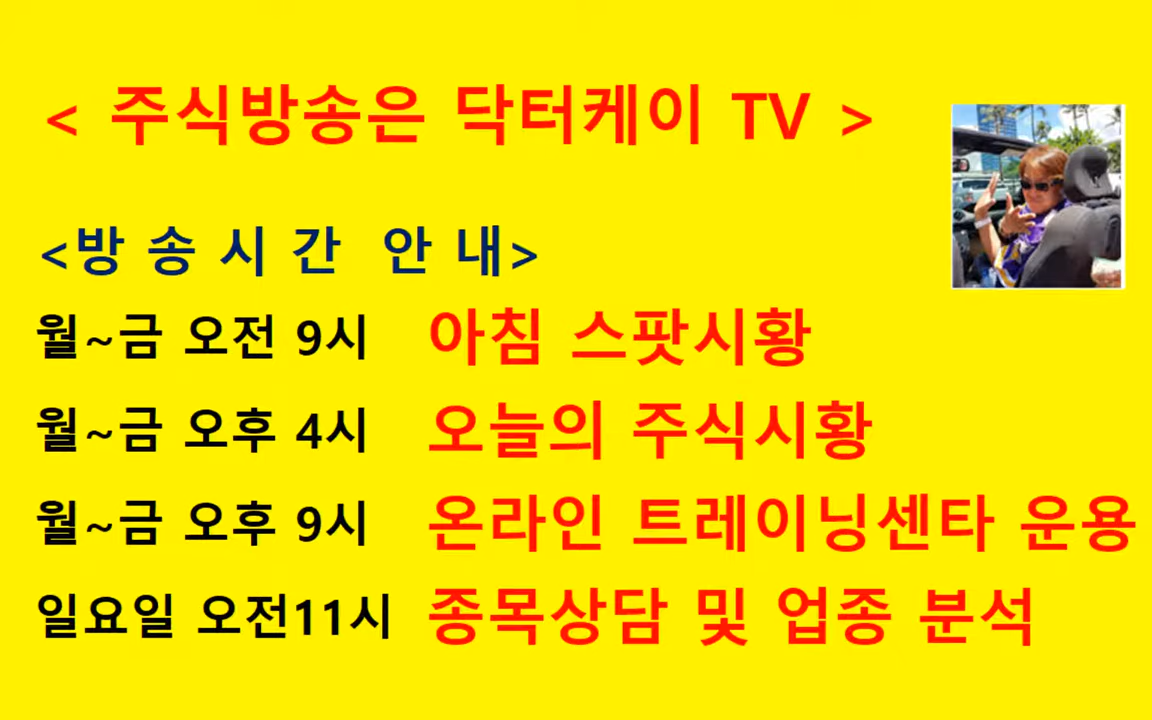 < 주식방송은 닥터케이 TV >
<방 송 시 간 안 내>
월~금 오전 9시 아침 스팟시황
월~금 오후 4시 오늘의 주식시황
월~금 오후 9시 온라인 트레이닝센타 운용
일요일 오전11시 종목상담 및 업종 분석